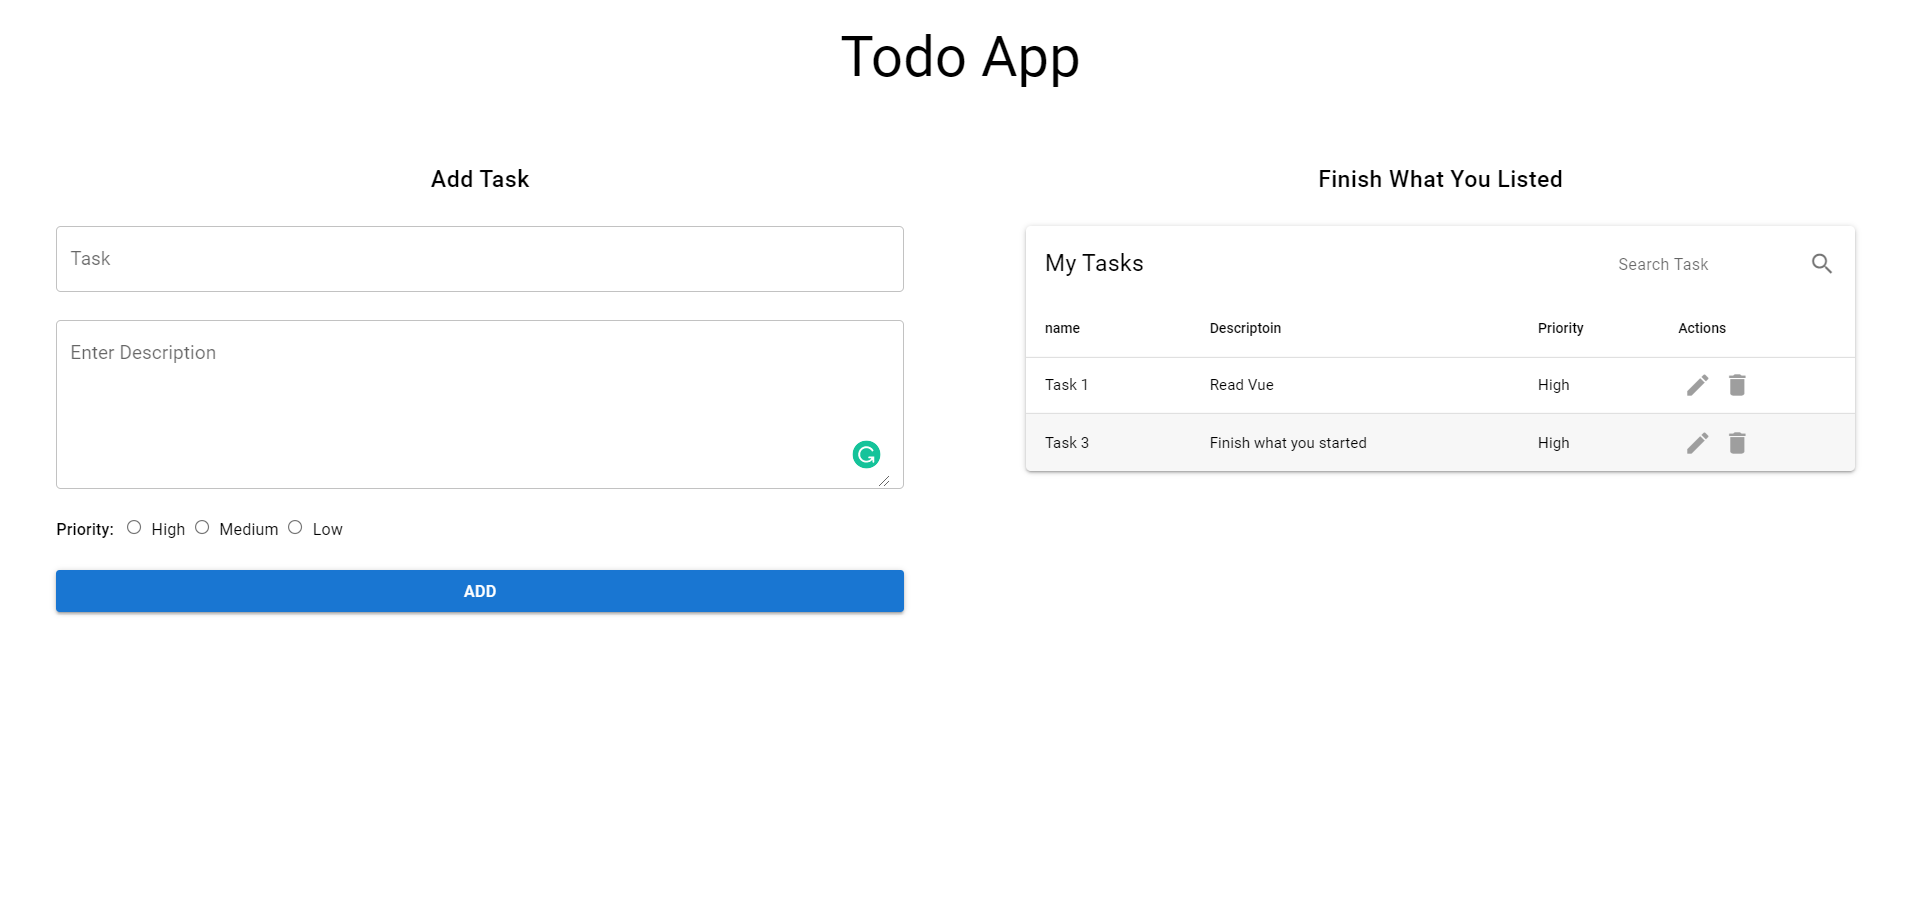 Todo App
Add Task
Task
Enter Description
Priority: High Medium Low
ADD
Finish What You Listed
My Tasks Search Task
name Descriptoin Priority Actions
Task 1 Read Vue High
Task 3 Finish what you started High